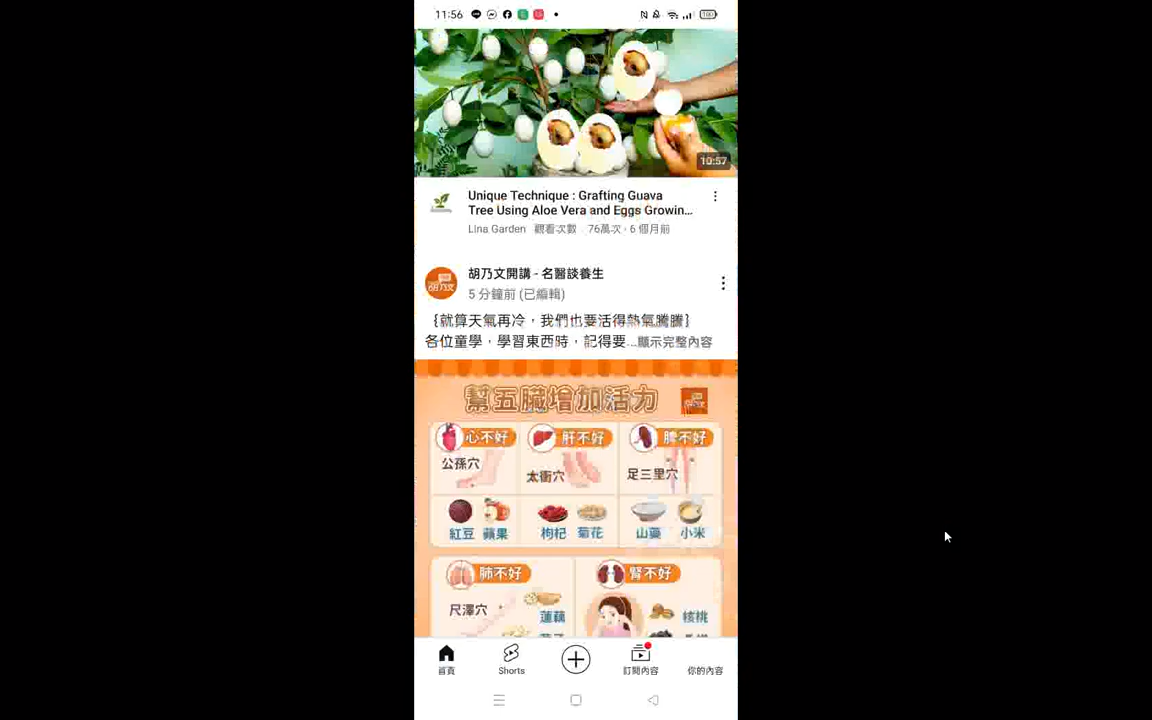 11:56
10:57
Unique Technique : Grafting Guava
Tree Using Aloe Vera and Eggs Growin...
Lina Garden 觀看次數：76萬次 · 6 個月前
胡乃文開講 - 名醫談養生
5 分鐘前 (已編輯)
{就算天氣再冷，我們也要活得熱氣騰騰}
各位童學，學習東西時，記得要...顯示完整內容
幫五臟增加活力
心不好 肝不好 脾不好
公孫穴 太衝穴 足三里穴
紅豆 蘋果 枸杞 菊花 山藥 小米
肺不好 腎不好
尺澤穴 蓮藕 核桃
首頁 Shorts 訂閱內容 你的內容